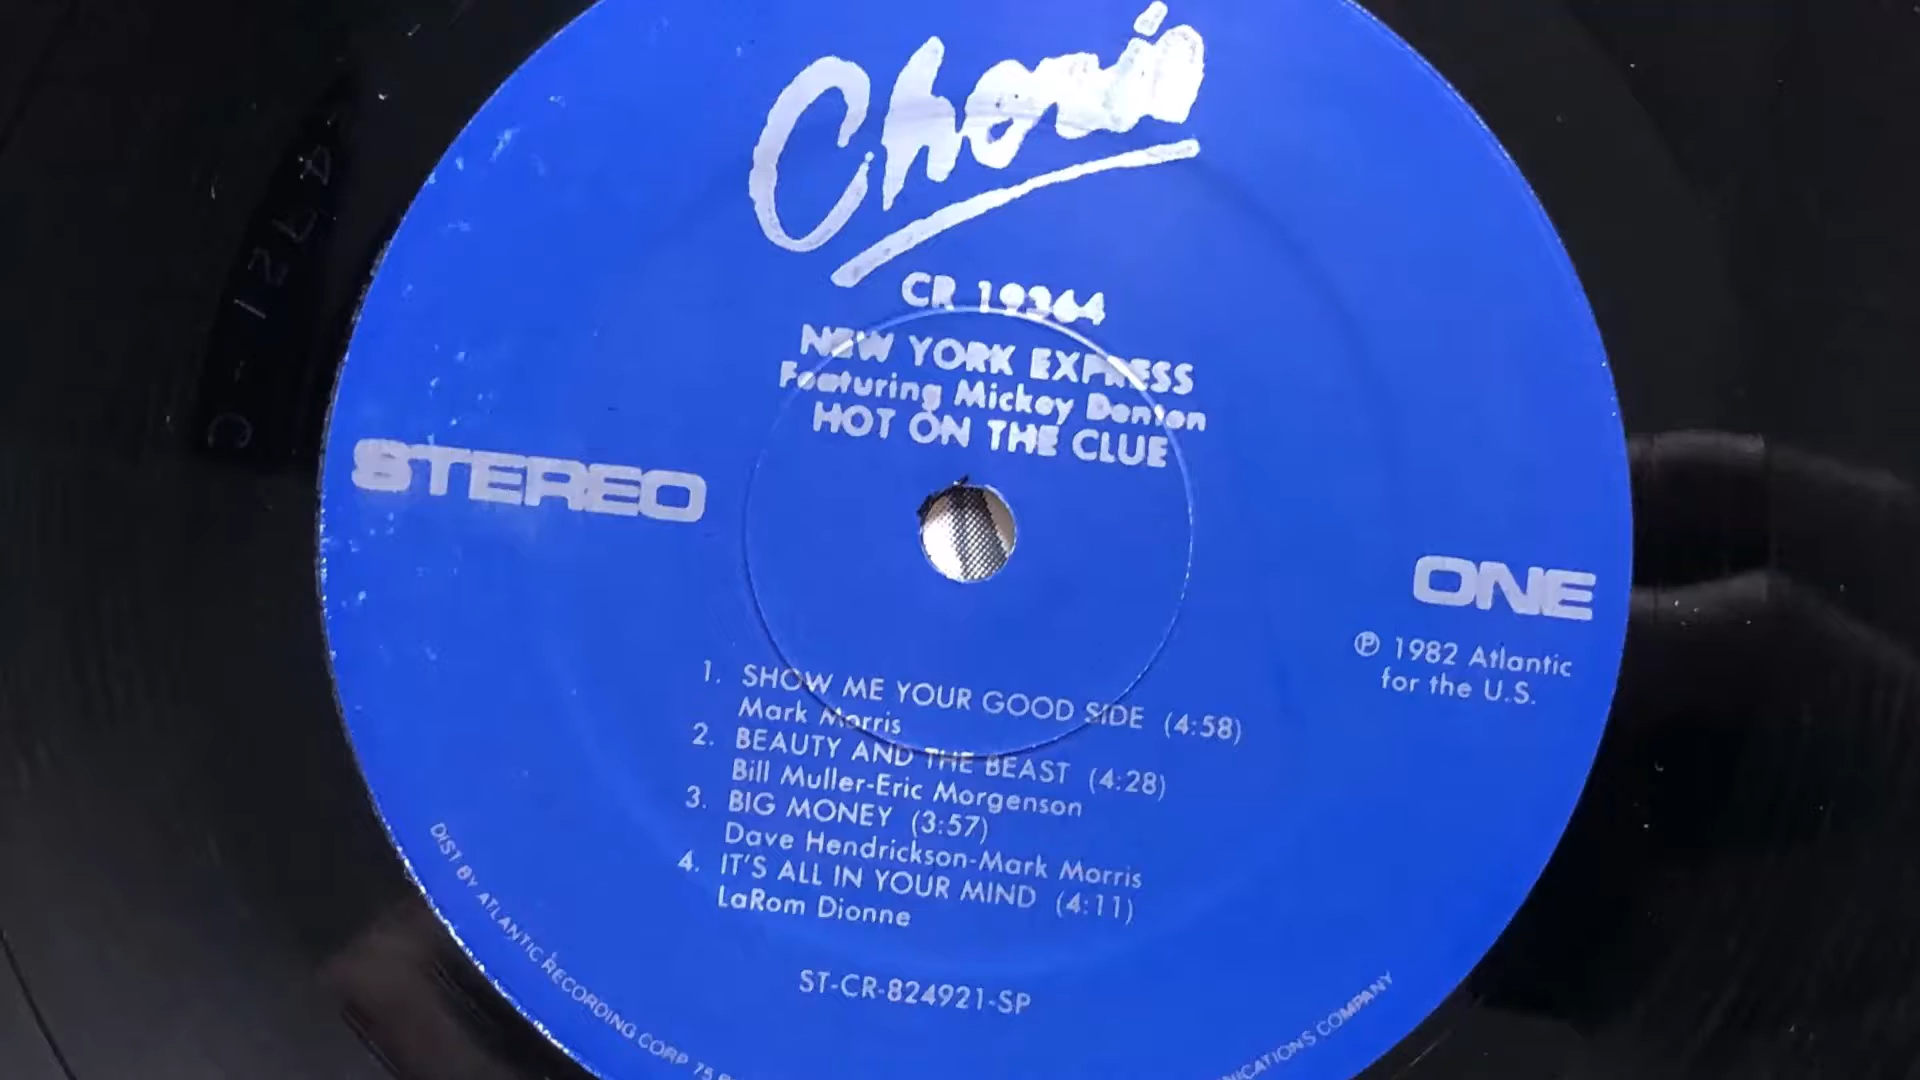 Choris
CR 19364
NEW YORK EXPRESS
Featuring Mickey Denton
HOT ON THE CLUE
STEREO
ONE
Ⓟ 1982 Atlantic
for the U.S.
1. SHOW ME YOUR GOOD SIDE (4:58)
Mark Morris
2. BEAUTY AND THE BEAST (4:28)
Bill Muller-Eric Morgenson
3. BIG MONEY (3:57)
Dave Hendrickson-Mark Morris
4. IT'S ALL IN YOUR MIND (4:11)
LaRom Dionne
ST-CR-824921-SP
DIST BY ATLANTIC RECORDING CORP 75
COMPANY